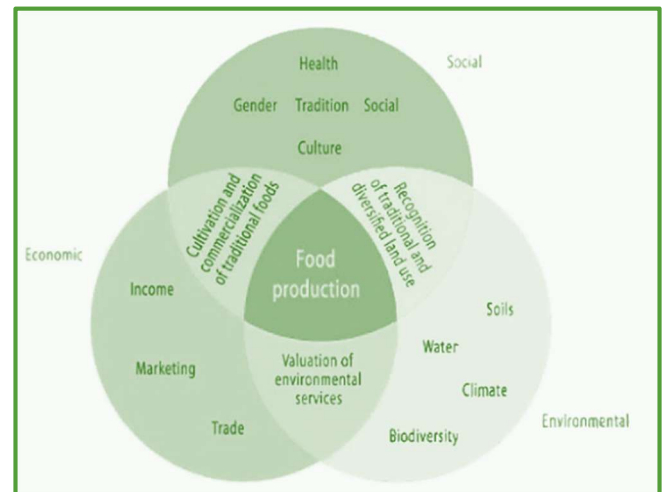 Health
Social
Gender Tradition Social
Culture
Cultivation and
commercialization
of traditional foods
Recognition
of traditional and
diversified land use
Economic
Food
production
Income
Soils
Water
Marketing
Valuation of
environmental
services
Climate
Trade
Biodiversity
Environmental